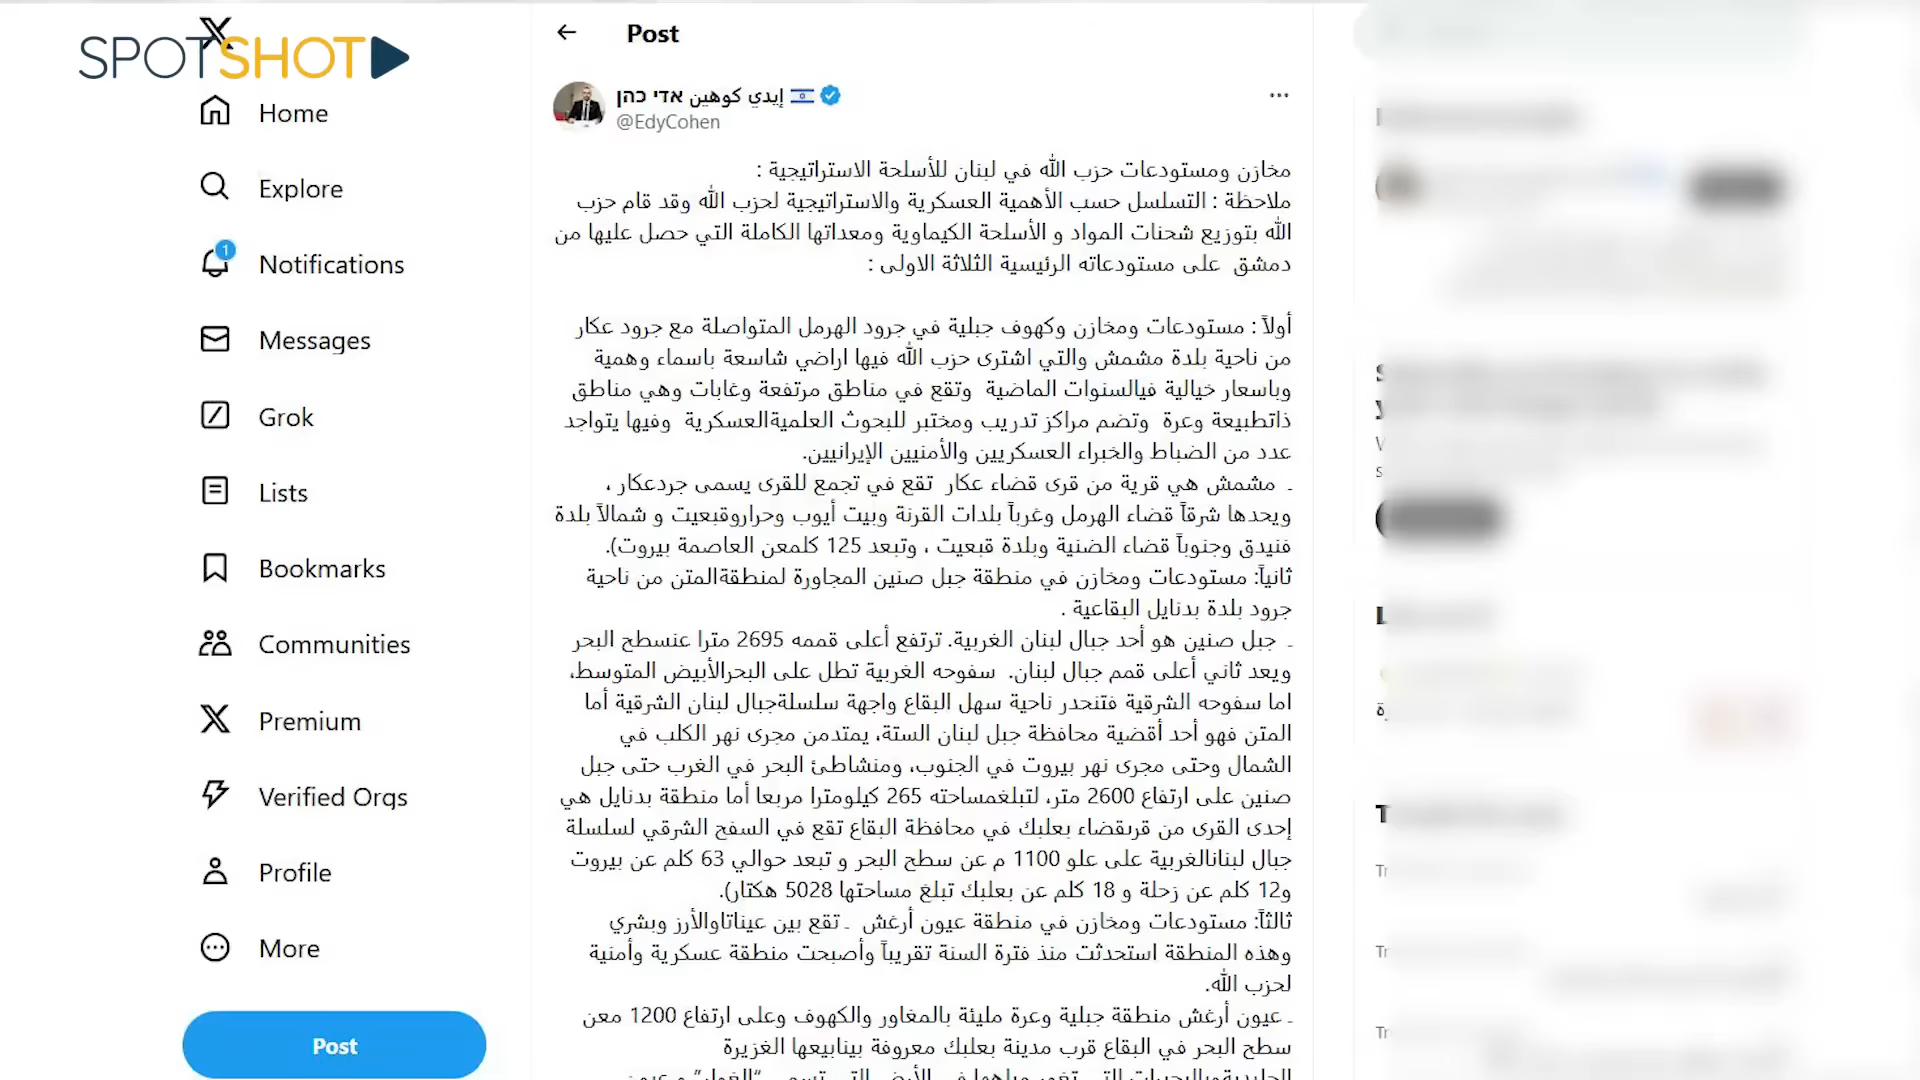 SPOTSHOT
Home
Explore
1
Notifications
Messages
Grok
Lists
Bookmarks
Communities
Premium
Verified Orgs
Profile
More
Post
Post
إيدي كوهين אדי כהן
@EdyCohen
مخازن ومستودعات حزب الله في لبنان للأسلحة الاستراتيجية :
ملاحظة : التسلسل حسب الأهمية العسكرية والاستراتيجية لحزب الله وقد قام حزب
الله بتوزيع شحنات المواد و الأسلحة الكيماوية ومعداتها الكاملة التي حصل عليها من
دمشق على مستودعاته الرئيسية الثلاثة الاولى :
أولاً : مستودعات ومخازن وكهوف جبلية في جرود الهرمل المتواصلة مع جرود عكار
من ناحية بلدة مشمش والتي اشترى حزب الله فيها اراضي شاسعة باسماء وهمية
وباسعار خيالية فيالسنوات الماضية وتقع في مناطق مرتفعة وغابات وهي مناطق
ذاتطبيعة وعرة وتضم مراكز تدريب ومختبر للبحوث العلميةالعسكرية وفيها يتواجد
عدد من الضباط والخبراء العسكريين والأمنيين الإيرانيين.
ـ مشمش هي قرية من قرى قضاء عكار تقع في تجمع للقرى يسمى جردعكار ،
ويحدها شرقاً قضاء الهرمل وغرباً بلدات القرنة وبيت أيوب وحراروقبعيت و شمالاً بلدة
فنيدق وجنوباً قضاء الضنية وبلدة قبعيت ، وتبعد 125 كلمعن العاصمة بيروت).
ثانياً: مستودعات ومخازن في منطقة جبل صنين المجاورة لمنطقةالمتن من ناحية
جرود بلدة بدنايل البقاعية .
ـ جبل صنين هو أحد جبال لبنان الغربية. ترتفع أعلى قممه 2695 مترا عنسطح البحر
ويعد ثاني أعلى قمم جبال لبنان. سفوحه الغربية تطل على البحرالأبيض المتوسط،
اما سفوحه الشرقية فتنحدر ناحية سهل البقاع واجهة سلسلةجبال لبنان الشرقية أما
المتن فهو أحد أقضية محافظة جبل لبنان الستة، يمتدمن مجرى نهر الكلب في
الشمال وحتى مجرى نهر بيروت في الجنوب، ومنشاطئ البحر في الغرب حتى جبل
صنين على ارتفاع 2600 متر، لتبلغمساحته 265 كيلومترا مربعا أما منطقة بدنايل هي
إحدى القرى من قرىقضاء بعلبك في محافظة البقاع تقع في السفح الشرقي لسلسلة
جبال لبنانالغربية على علو 1100 م عن سطح البحر و تبعد حوالي 63 كلم عن بيروت
و12 كلم عن زحلة و 18 كلم عن بعلبك تبلغ مساحتها 5028 هكتار).
ثالثاً: مستودعات ومخازن في منطقة عيون أرغش ـ تقع بين عيناتاوالأرز وبشري
وهذه المنطقة استحدثت منذ فترة السنة تقريباً وأصبحت منطقة عسكرية وأمنية
لحزب الله.
ـ عيون أرغش منطقة جبلية وعرة مليئة بالمغاور والكهوف وعلى ارتفاع 1200 معن
سطح البحر في البقاع قرب مدينة بعلبك معروفة بينابيعها الغزيرة